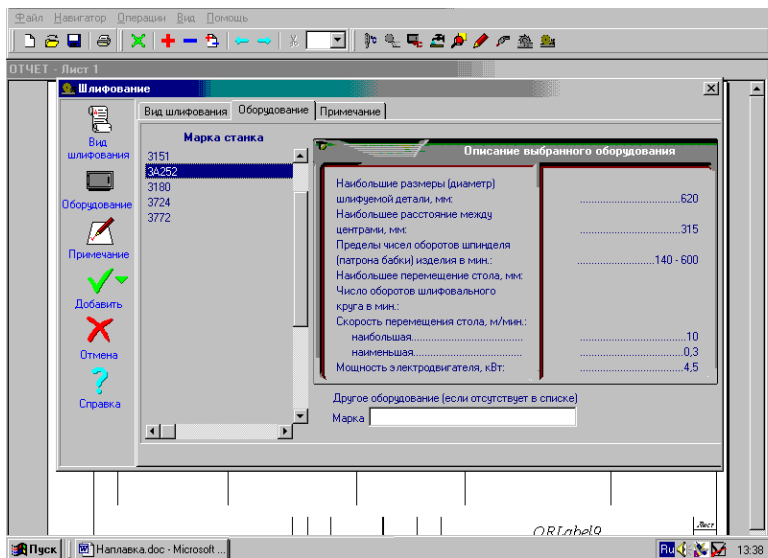 Файл Навигатор Операции Вид Помощь
ОТЧЕТ - Лист 1
Шлифование
Вид шлифования Оборудование Примечание
Вид
шлифования
Оборудование
Примечание
Добавить
Отмена
Справка
Марка станка
3151
3А252
3180
3724
3772
Описание выбранного оборудования
Наибольшие размеры (диаметр)
шлифуемой детали, мм: ..............................620
Наибольшее расстояние между
центрами, мм: ..............................315
Пределы чисел оборотов шпинделя
(патрона бабки) изделия в мин.: ......................140 - 600
Наибольшее перемещение стола, мм:
Число оборотов шлифовального
круга в мин.:
Скорость перемещения стола, м/мин.:
наибольшая................................ ................................10
наименьшая................................ ...............................0,3
Мощность электродвигателя, кВт: ...............................4,5
Другое оборудование (если отсутствует в списке)
Марка
QRLabel9
Лист
Пуск Наплавка.doc - Microsoft ... Ru 13:38